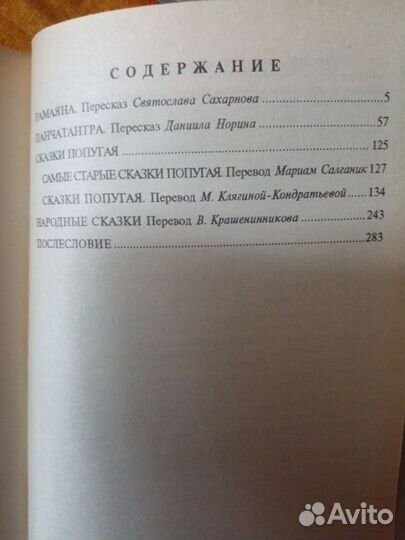 СОДЕРЖАНИЕ
РАМАЯНА. Пересказ Святослава Сахарнова 5
ПАНЧАТАНТРА. Пересказ Даниила Норина 57
СКАЗКИ ПОПУГАЯ 125
САМЫЕ СТАРЫЕ СКАЗКИ ПОПУГАЯ. Перевод Мариам Салганик 127
СКАЗКИ ПОПУГАЯ. Перевод М. Клягиной-Кондратьевой 134
НАРОДНЫЕ СКАЗКИ Перевод В. Крашенинникова 243
ПОСЛЕСЛОВИЕ 283
Avito